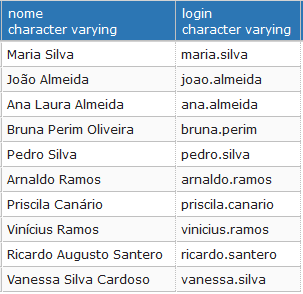 nome login
character varying character varying
Maria Silva maria.silva
João Almeida joao.almeida
Ana Laura Almeida ana.almeida
Bruna Perim Oliveira bruna.perim
Pedro Silva pedro.silva
Arnaldo Ramos arnaldo.ramos
Priscila Canário priscila.canario
Vinícius Ramos vinicius.ramos
Ricardo Augusto Santero ricardo.santero
Vanessa Silva Cardoso vanessa.silva